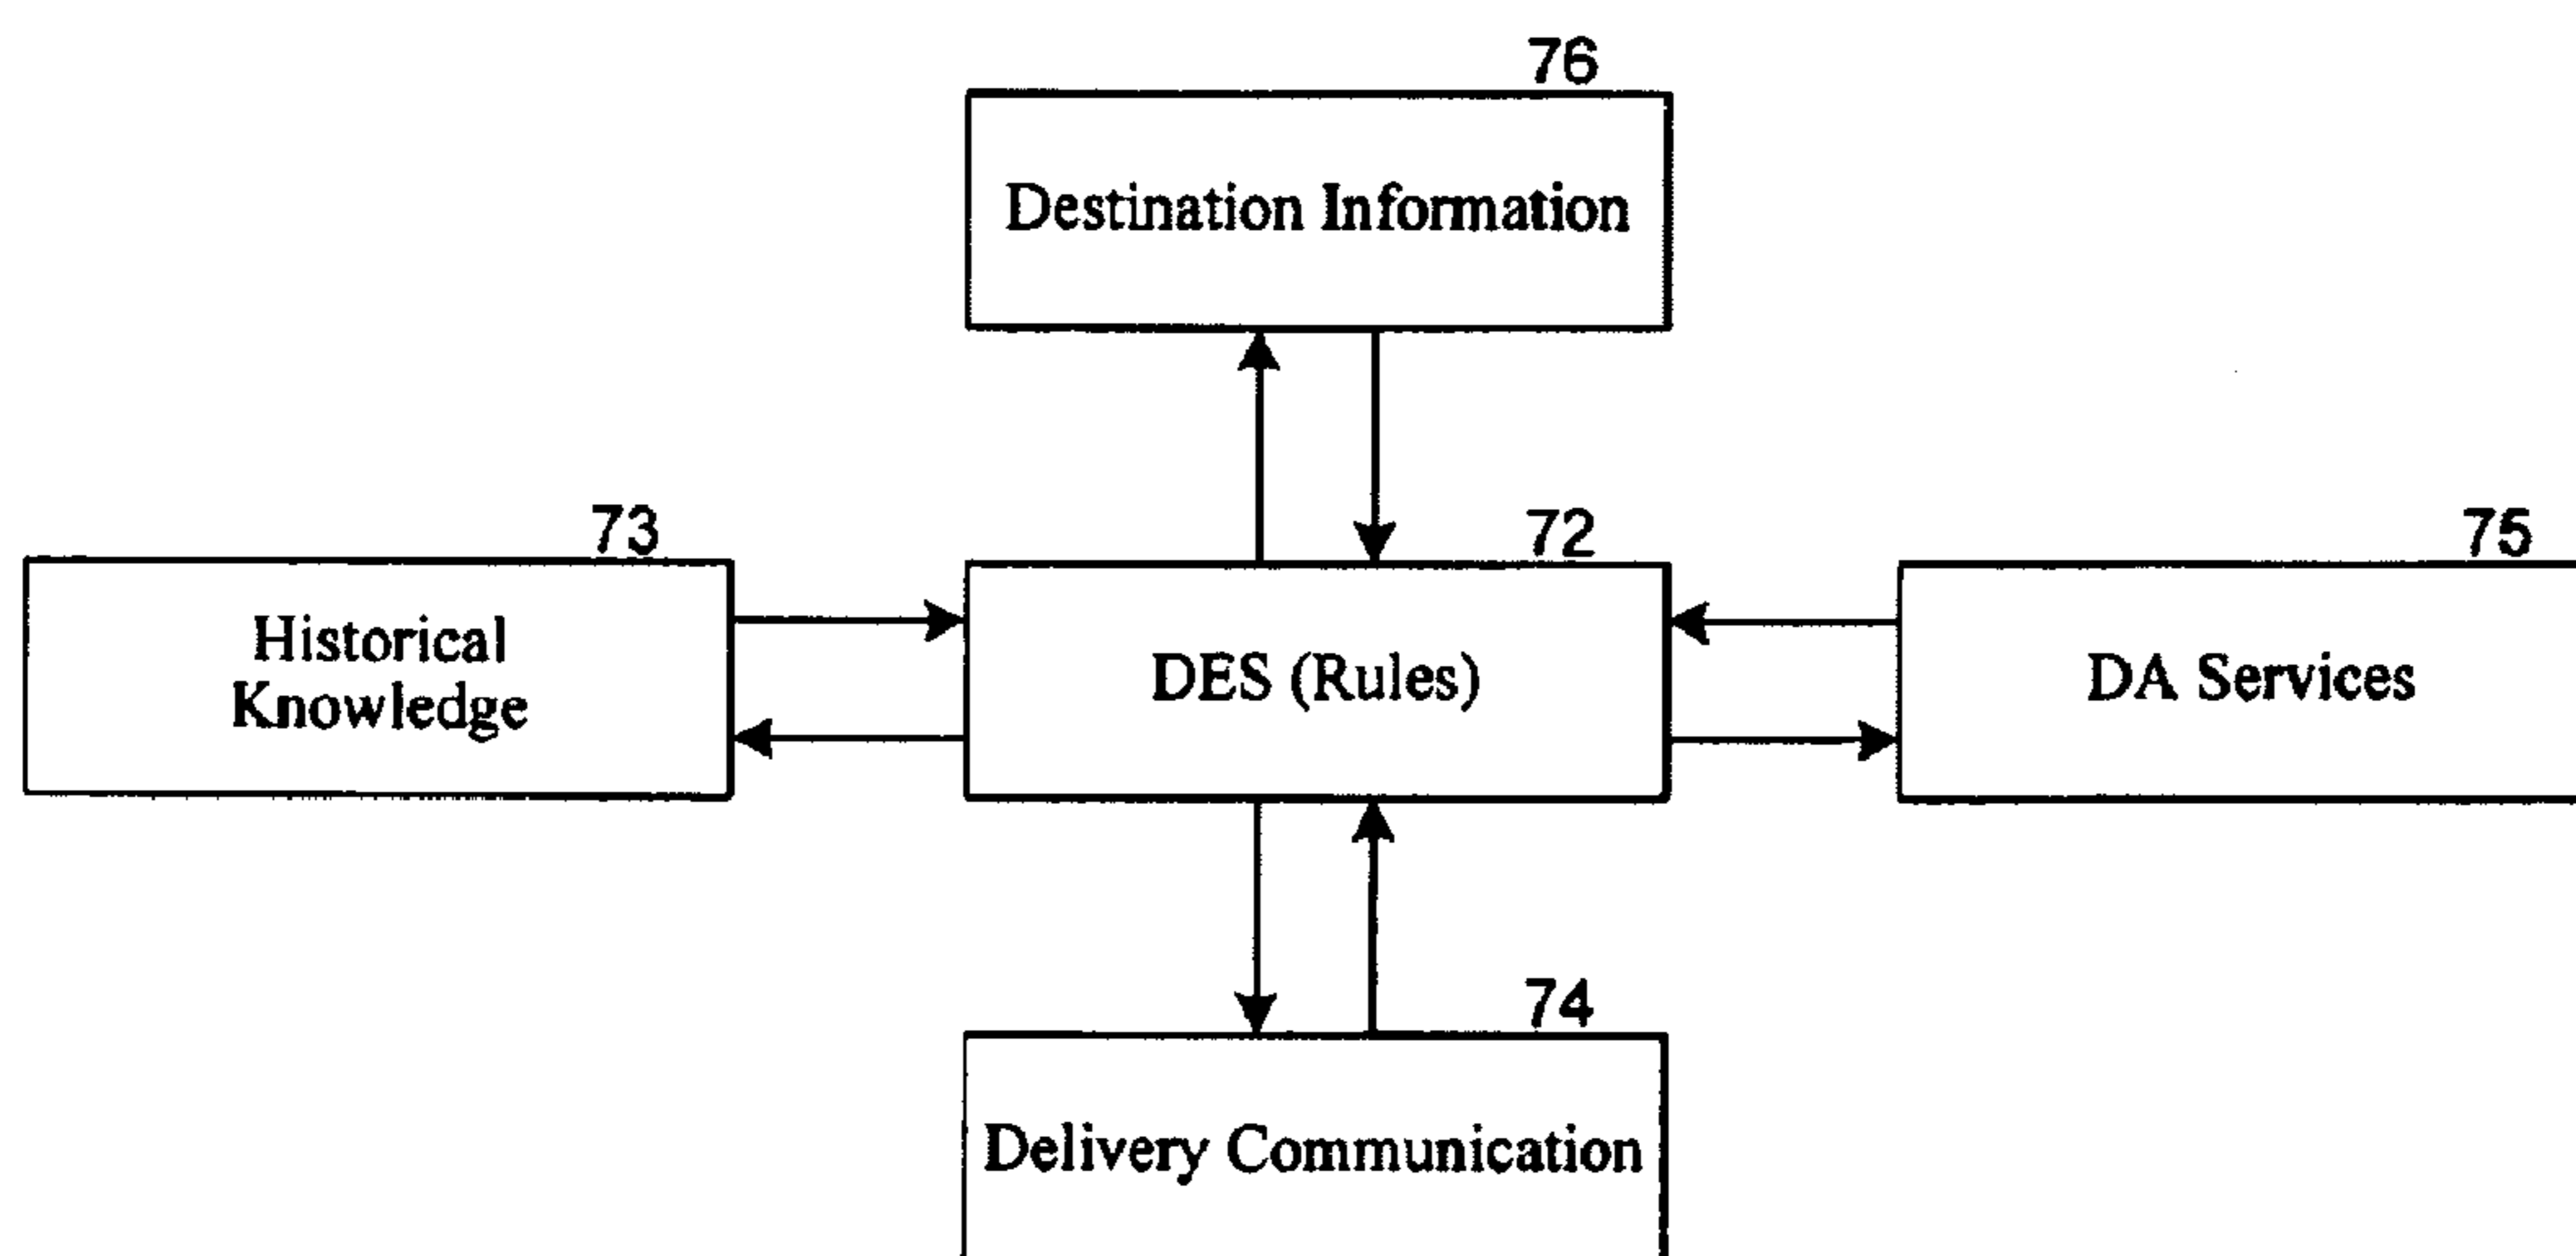 76
Destination Information
73
Historical
Knowledge
72
DES (Rules)
75
DA Services
74
Delivery Communication